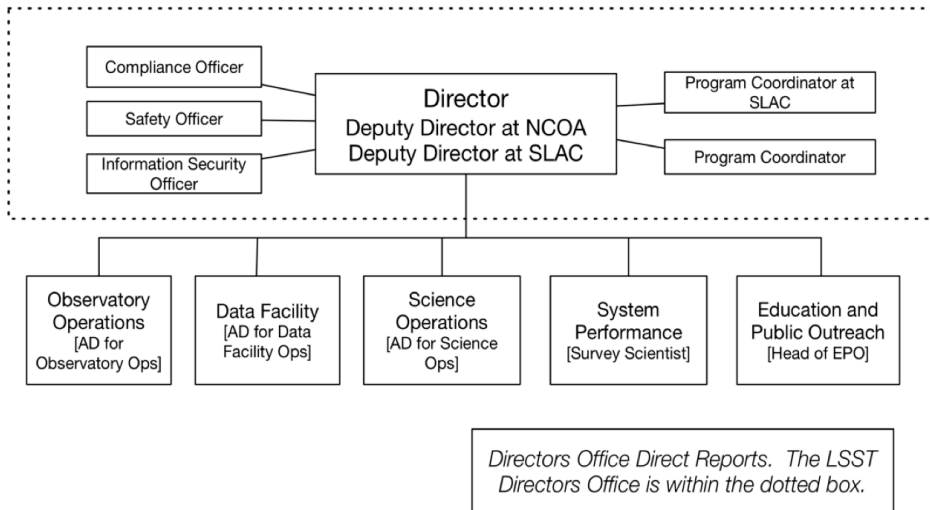 Compliance Officer
Safety Officer
Information Security
Officer
Director
Deputy Director at NCOA
Deputy Director at SLAC
Program Coordinator at
SLAC
Program Coordinator
Observatory
Operations
[AD for
Observatory Ops]
Data Facility
[AD for Data
Facility Ops]
Science
Operations
[AD for Science
Ops]
System
Performance
[Survey Scientist]
Education and
Public Outreach
[Head of EPO]
Directors Office Direct Reports. The LSST
Directors Office is within the dotted box.